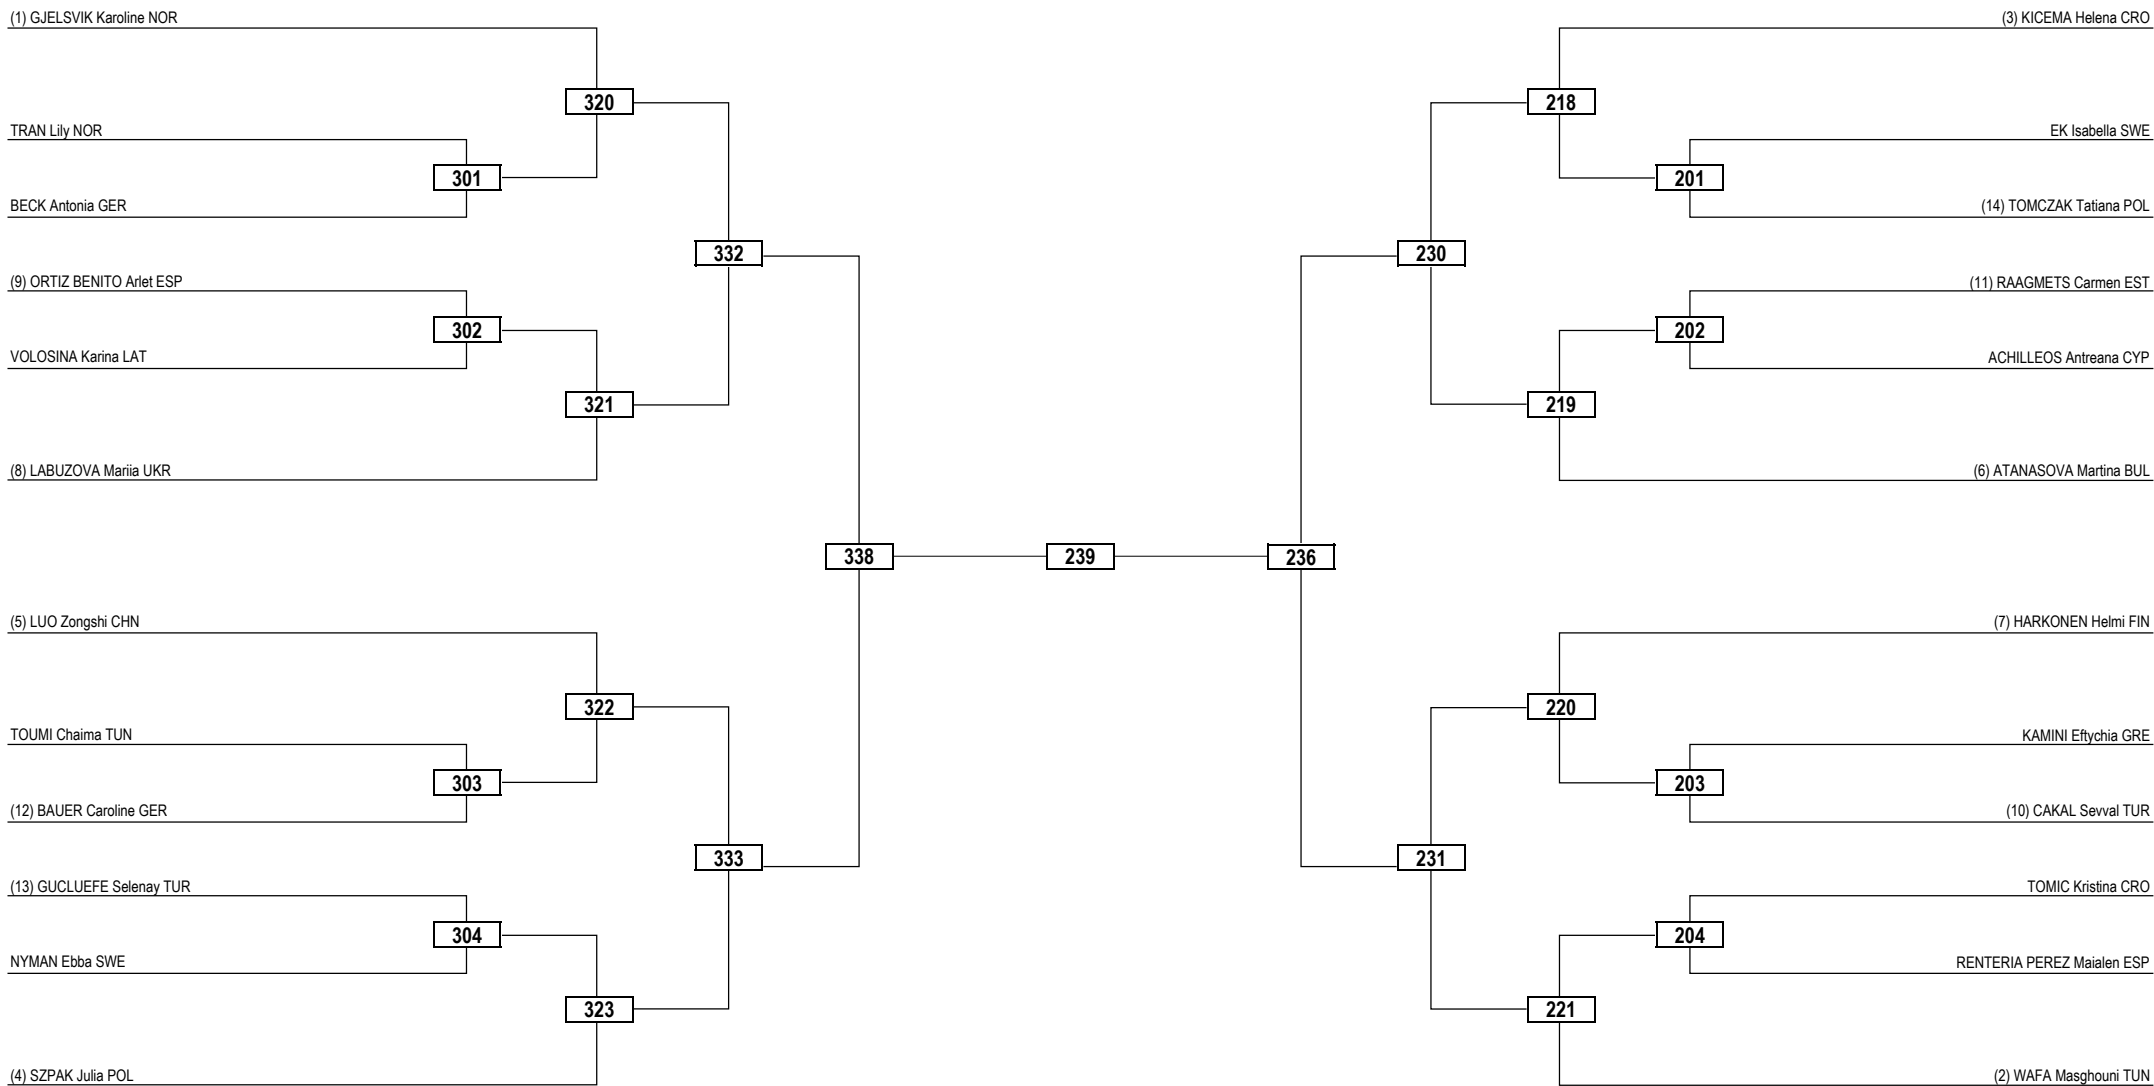 (1) GJELSVIK Karoline NOR
(3) KICEMA Helena CRO
320
218
TRAN Lily NOR
EK Isabella SWE
301
201
BECK Antonia GER
(14) TOMCZAK Tatiana POL
332
230
(9) ORTIZ BENITO Arlet ESP
(11) RAAGMETS Carmen EST
302
202
VOLOSINA Karina LAT
ACHILLEOS Antreana CYP
321
219
(8) LABUZOVA Mariia UKR
(6) ATANASOVA Martina BUL
338
239
236
(5) LUO Zongshi CHN
(7) HARKONEN Helmi FIN
322
220
TOUMI Chaima TUN
KAMINI Eftychia GRE
303
203
(12) BAUER Caroline GER
(10) CAKAL Sevval TUR
333
231
(13) GUCLUEFE Selenay TUR
TOMIC Kristina CRO
304
204
NYMAN Ebba SWE
RENTERIA PEREZ Maialen ESP
323
221
(4) SZPAK Julia POL
(2) WAFA Masghouni TUN